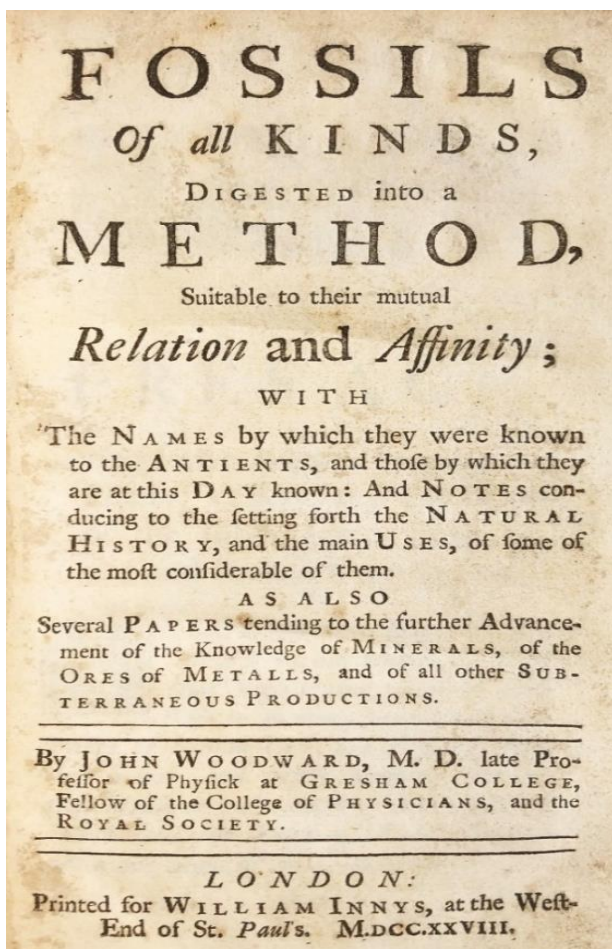 FOSSILS
Of all KINDS,
DIGESTED into a
METHOD,
Suitable to their mutual
Relation and Affinity;
WITH
The NAMES by which they were known
to the ANTIENTS, and thoſe by which they
are at this DAY known: And NOTES con-
ducing to the ſetting forth the NATURAL
HISTORY, and the main USES, of ſome of
the moſt conſiderable of them.
AS ALSO
Several PAPERS tending to the further Advance-
ment of the Knowledge of MINERALS, of the
ORES of METALLS, and of all other SUB-
TERRANEOUS PRODUCTIONS.
By JOHN WOODWARD, M. D. late Pro-
feſſor of Phyſick at GRESHAM COLLEGE,
Fellow of the College of PHYSICIANS, and the
ROYAL SOCIETY.
LONDON:
Printed for WILLIAM INNYS, at the Weſt-
End of St. Paul's. M.DCC.XXVIII.